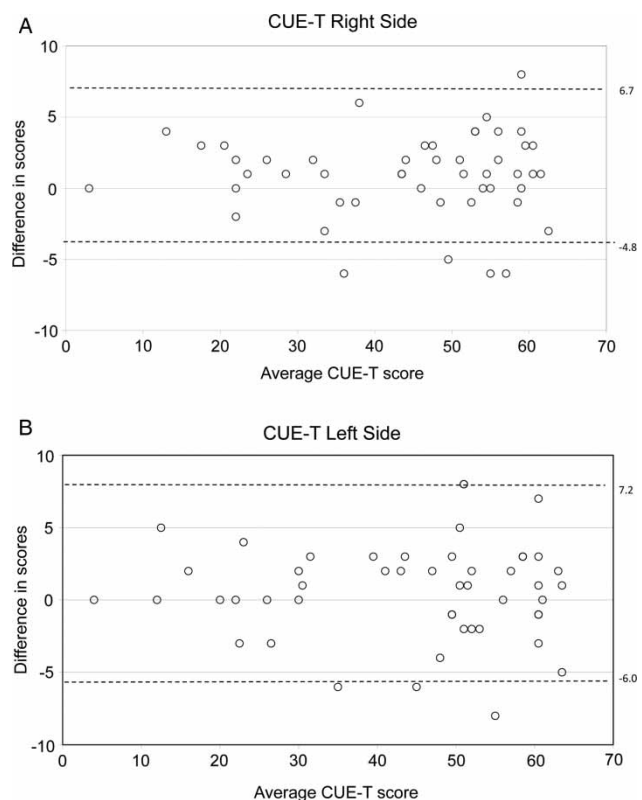 A
CUE-T Right Side
10
6.7
5
0
-4.8
-5
-10
0 10 20 30 40 50 60 70
Difference in scores
Average CUE-T score
B
CUE-T Left Side
10
7.2
5
0
-5
-6.0
-10
0 10 20 30 40 50 60 70
Difference in scores
Average CUE-T score